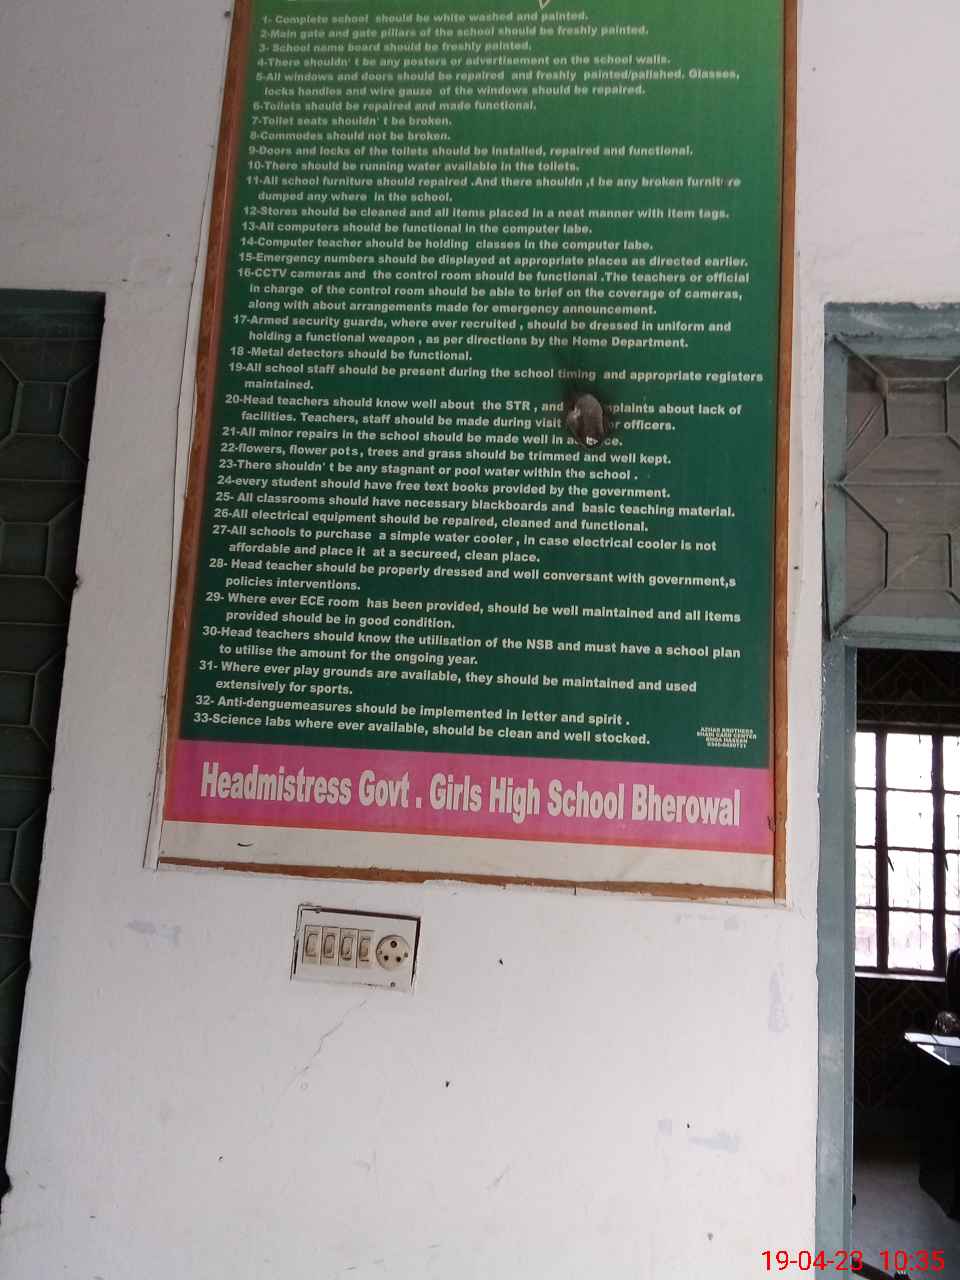 1- Complete school should be white washed and painted.
2-Main gate and gate pillars of the school should be freshly painted.
3- School name board should be freshly painted.
4-There shouldn' t be any posters or advertisement on the school walls.
5-All windows and doors should be repaired and freshly painted/palished. Glasses,
locks handles and wire gauze of the windows should be repaired.
6-Toilets should be repaired and made functional.
7-Toilet seats shouldn' t be broken.
8-Commodes should not be broken.
9-Doors and locks of the toilets should be installed, repaired and functional.
10-There should be running water available in the toilets.
11-All school furniture should repaired .And there shouldn ,t be any broken furniture
dumped any where in the school.
12-Stores should be cleaned and all items placed in a neat manner with item tags.
13-All computers should be functional in the computer labe.
14-Computer teacher should be holding classes in the computer labe.
15-Emergency numbers should be displayed at appropriate places as directed earlier.
16-CCTV cameras and the control room should be functional .The teachers or official
in charge of the control room should be able to brief on the coverage of cameras,
along with about arrangements made for emergency announcement.
17-Armed security guards, where ever recruited , should be dressed in uniform and
holding a functional weapon , as per directions by the Home Department.
18 -Metal detectors should be functional.
19-All school staff should be present during the school timing and appropriate registers
maintained.
20-Head teachers should know well about the STR , and about lack of
facilities. Teachers, staff should be made during visit officers.
21-All minor repairs in the school should be made well in
22-flowers, flower pots, trees and grass should be trimmed and well kept.
23-There shouldn' t be any stagnant or pool water within the school .
24-every student should have free text books provided by the government.
25- All classrooms should have necessary blackboards and basic teaching material.
26-All electrical equipment should be repaired, cleaned and functional.
27-All schools to purchase a simple water cooler , in case electrical cooler is not
affordable and place it at a secureed, clean place.
28- Head teacher should be properly dressed and well conversant with government,s
policies interventions.
29- Where ever ECE room has been provided, should be well maintained and all items
provided should be in good condition.
30-Head teachers should know the utilisation of the NSB and must have a school plan
to utilise the amount for the ongoing year.
31- Where ever play grounds are available, they should be maintained and used
extensively for sports.
32- Anti-denguemeasures should be implemented in letter and spirit .
33-Science labs where ever available, should be clean and well stocked.
AZHAR BROTHERS
Headmistress Govt . Girls High School Bherowal
19-04-23 10:35